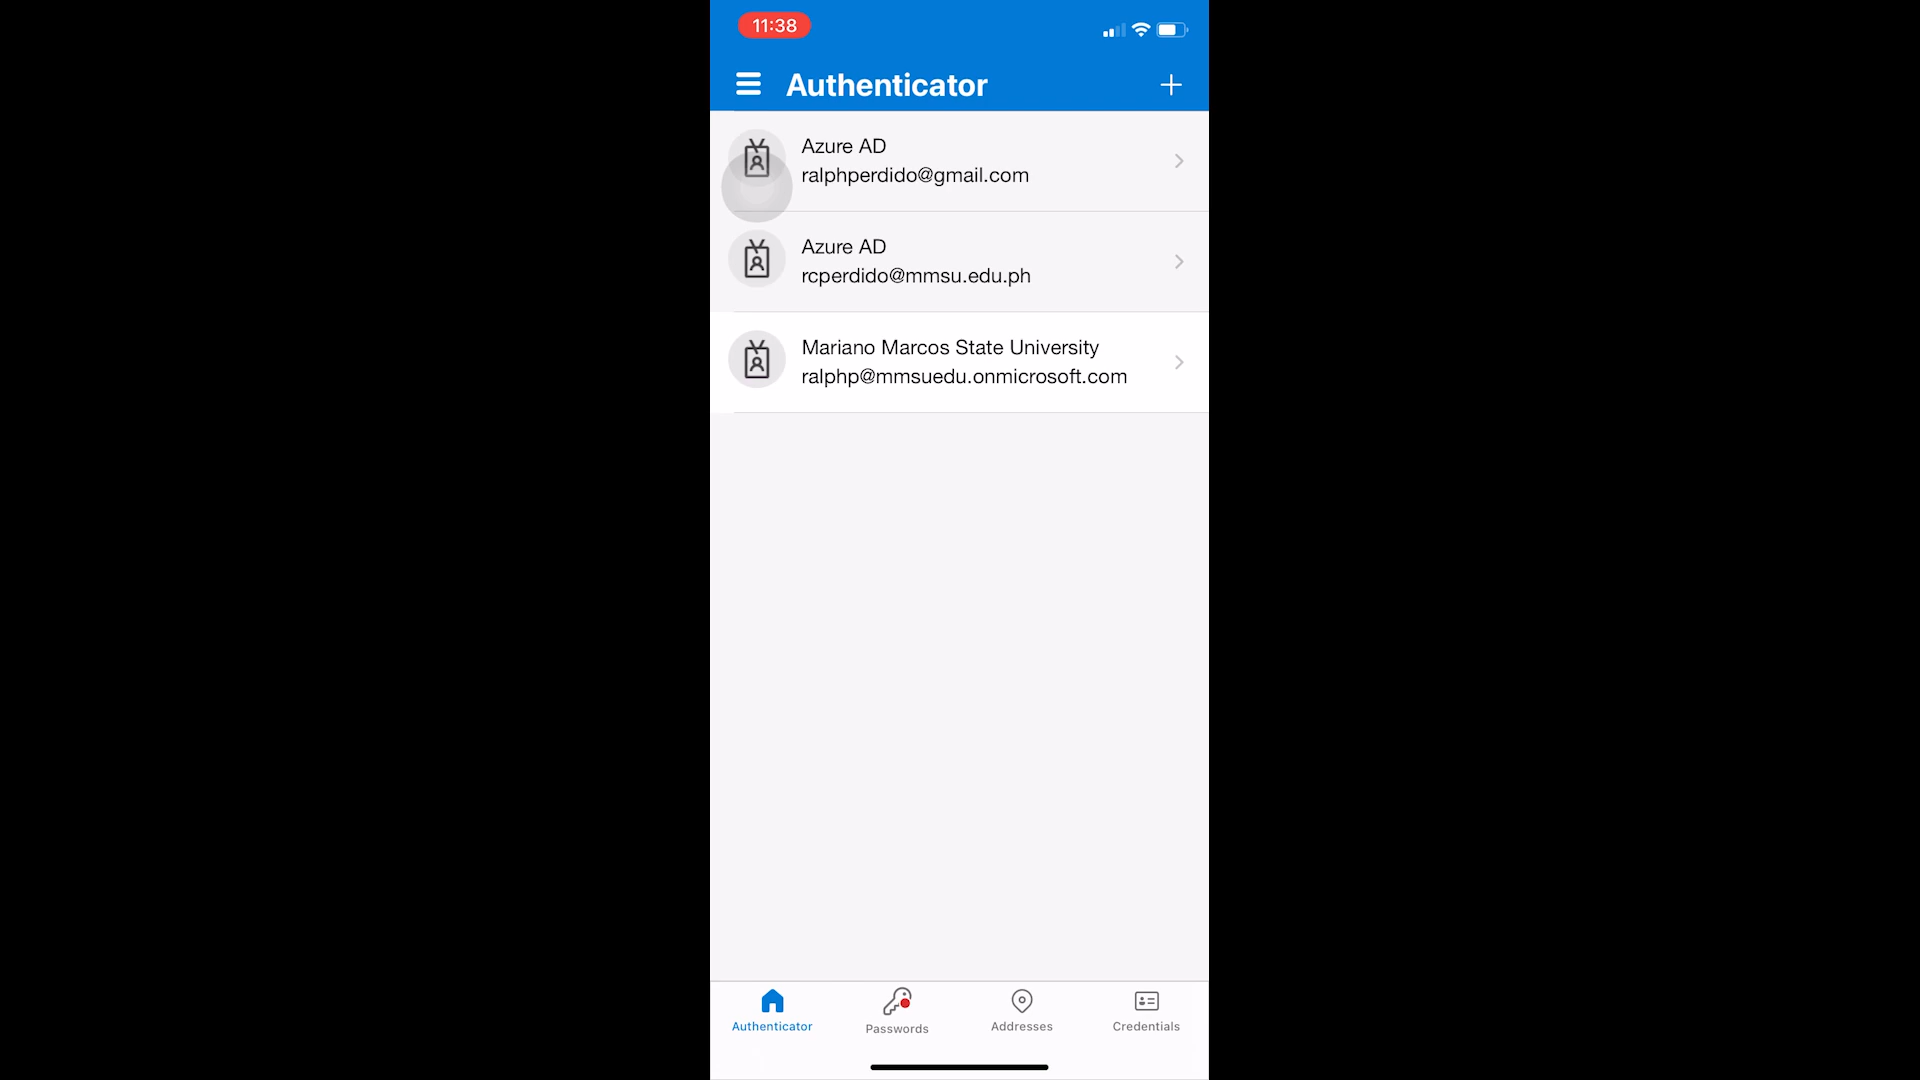 11:38
Authenticator
Azure AD
ralphperdido@gmail.com
Azure AD
rcperdido@mmsu.edu.ph
Mariano Marcos State University
ralphp@mmsuedu.onmicrosoft.com
Authenticator
Passwords
Addresses
Credentials